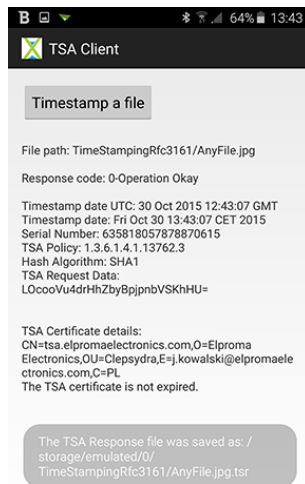 B 64% 13:43
TSA Client
Timestamp a file
File path: TimeStampingRfc3161/AnyFile.jpg
Response code: 0-Operation Okay
Timestamp date UTC: 30 Oct 2015 12:43:07 GMT
Timestamp date: Fri Oct 30 13:43:07 CET 2015
Serial Number: 635818057878870615
TSA Policy: 1.3.6.1.4.1.13762.3
Hash Algorithm: SHA1
TSA Request Data:
LOcooVu4drHhZbyBpjpnbVSKhHU=
TSA Certificate details:
CN=tsa.elpromaelectronics.com,O=Elproma
Electronics,OU=Clepsydra,E=j.kowalski@elpromaele
ctronics.com,C=PL
The TSA certificate is not expired.
The TSA Response file was saved as: /
storage/emulated/0/
TimeStampingRfc3161/AnyFile.jpg.tsr